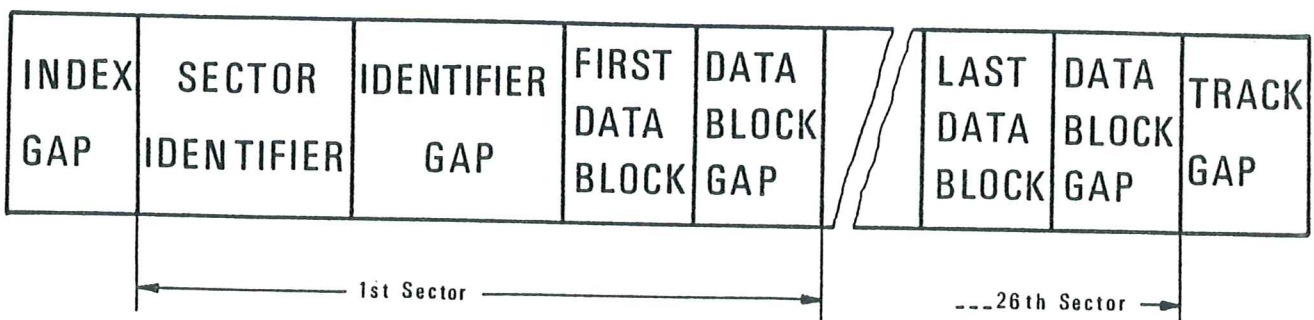 INDEX
GAP
SECTOR
IDENTIFIER
IDENTIFIER
GAP
FIRST
DATA
BLOCK
DATA
BLOCK
GAP
LAST
DATA
BLOCK
DATA
BLOCK
GAP
TRACK
GAP
1st Sector
---26th Sector